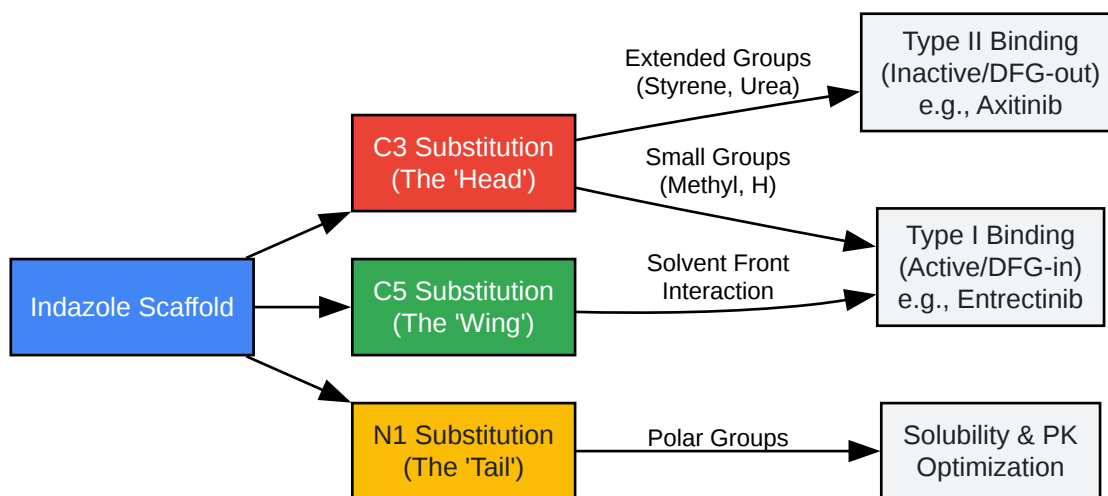 Indazole Scaffold
C3 Substitution
(The 'Head')
C5 Substitution
(The 'Wing')
N1 Substitution
(The 'Tail')
Extended Groups
(Styrene, Urea)
Small Groups
(Methyl, H)
Solvent Front
Interaction
Polar Groups
Type II Binding
(Inactive/DFG-out)
e.g., Axitinib
Type I Binding
(Active/DFG-in)
e.g., Entrectinib
Solubility & PK
Optimization